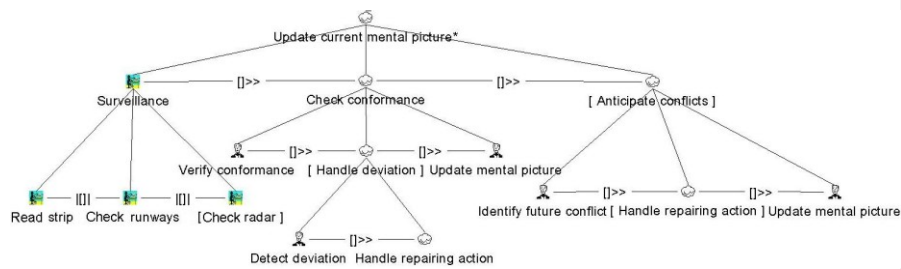 Update current mental picture*
[]>> []>>
Surveillance Check conformance [ Anticipate conflicts ]
[]>> []>>
Verify conformance [ Handle deviation ] Update mental picture
|[]| |[]| []>> []>>
Read strip Check runways [Check radar ] Identify future conflict [ Handle repairing action ] Update mental picture
[]>>
Detect deviation Handle repairing action